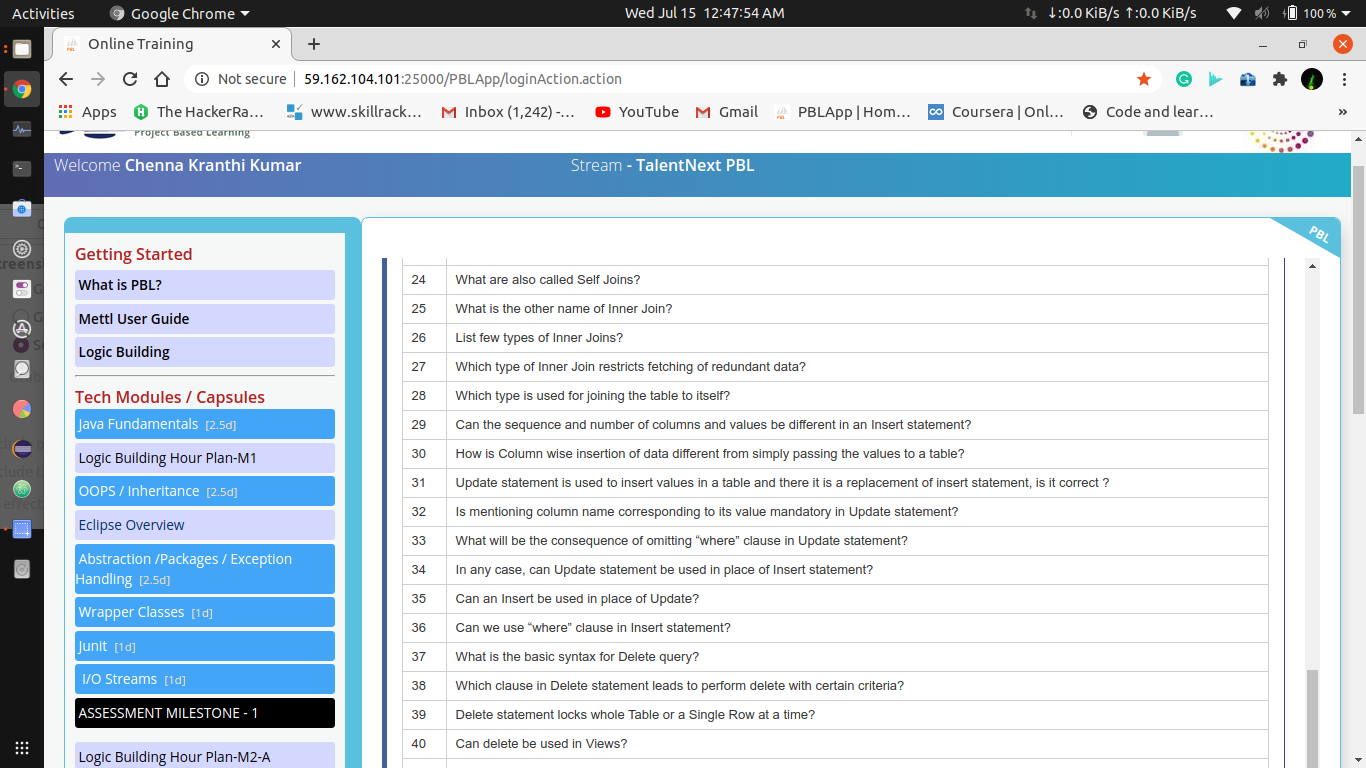 Activities
Google Chrome
Wed Jul 15 12:47:54 AM
↓:0.0 KiB/s ↑:0.0 KiB/s
100 %
Online Training
Not secure
59.162.104.101:25000/PBLApp/loginAction.action
Apps
The HackerRa...
www.skillrack...
Inbox (1,242) -...
YouTube
Gmail
PBLApp | Hom...
Coursera | Onl...
Code and lear...
»
Project Based Learning
Welcome Chenna Kranthi Kumar
Stream - TalentNext PBL
PBL
Getting Started
What is PBL?
Mettl User Guide
Logic Building
Tech Modules / Capsules
Java Fundamentals [2.5d]
Logic Building Hour Plan-M1
OOPS / Inheritance [2.5d]
Eclipse Overview
Abstraction /Packages / Exception
Handling [2.5d]
Wrapper Classes [1d]
Junit [1d]
I/O Streams [1d]
ASSESSMENT MILESTONE - 1
Logic Building Hour Plan-M2-A
24 What are also called Self Joins?
25 What is the other name of Inner Join?
26 List few types of Inner Joins?
27 Which type of Inner Join restricts fetching of redundant data?
28 Which type is used for joining the table to itself?
29 Can the sequence and number of columns and values be different in an Insert statement?
30 How is Column wise insertion of data different from simply passing the values to a table?
31 Update statement is used to insert values in a table and there it is a replacement of insert statement, is it correct ?
32 Is mentioning column name corresponding to its value mandatory in Update statement?
33 What will be the consequence of omitting “where” clause in Update statement?
34 In any case, can Update statement be used in place of Insert statement?
35 Can an Insert be used in place of Update?
36 Can we use “where” clause in Insert statement?
37 What is the basic syntax for Delete query?
38 Which clause in Delete statement leads to perform delete with certain criteria?
39 Delete statement locks whole Table or a Single Row at a time?
40 Can delete be used in Views?